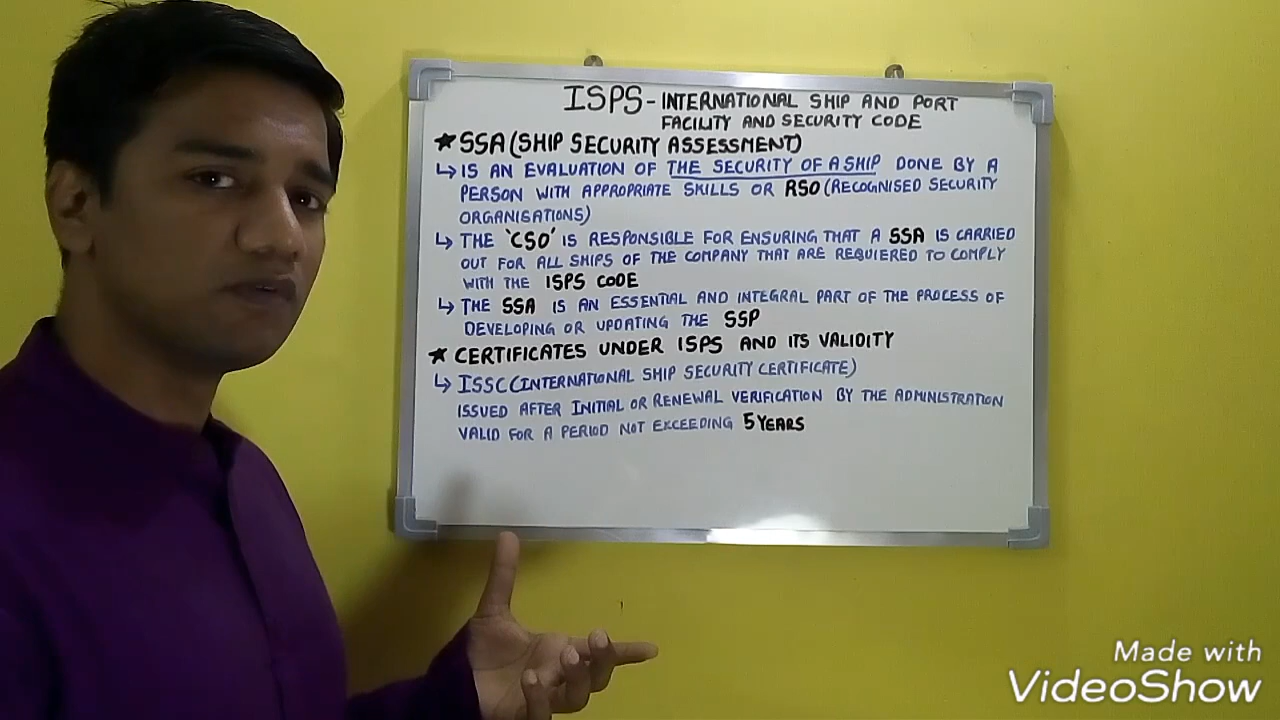 ISPS - INTERNATIONAL SHIP AND PORT
FACILITY AND SECURITY CODE
★ SSA (SHIP SECURITY ASSESSMENT)
↳ IS AN EVALUATION OF THE SECURITY OF A SHIP DONE BY A
PERSON WITH APPROPRIATE SKILLS OR RSO (RECOGNISED SECURITY
ORGANISATIONS)
↳ THE 'CSO' IS RESPONSIBLE FOR ENSURING THAT A SSA IS CARRIED
OUT FOR ALL SHIPS OF THE COMPANY THAT ARE REQUIERED TO COMPLY
WITH THE ISPS CODE
↳ THE SSA IS AN ESSENTIAL AND INTEGRAL PART OF THE PROCESS OF
DEVELOPING OR UPDATING THE SSP
★ CERTIFICATES UNDER ISPS AND ITS VALIDITY
↳ ISSC (INTERNATIONAL SHIP SECURITY CERTIFICATE)
ISSUED AFTER INITIAL OR RENEWAL VERIFICATION BY THE ADMINISTRATION
VALID FOR A PERIOD NOT EXCEEDING 5 YEARS
Made with
VideoShow